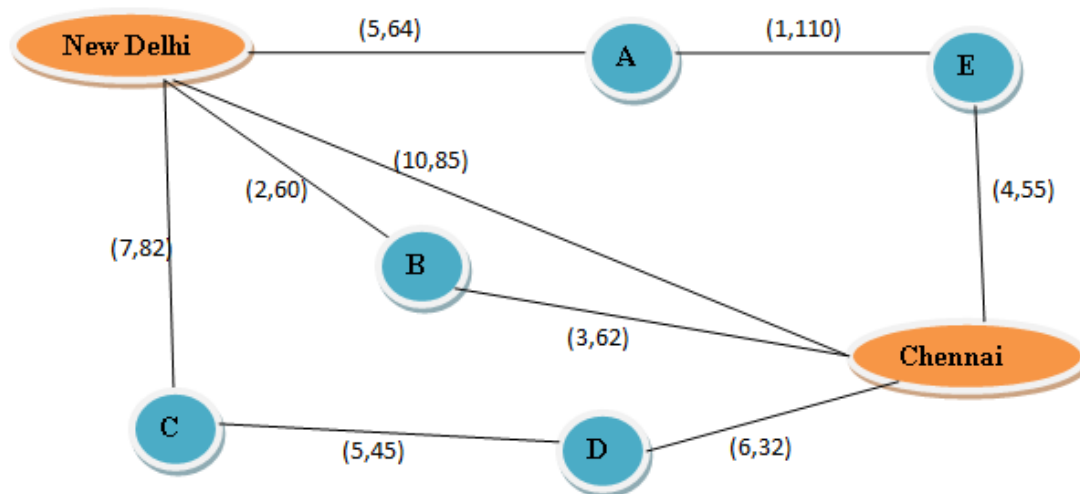 New Delhi
(5,64)
A
(1,110)
E
(10,85)
(2,60)
(4,55)
(7,82)
B
(3,62)
Chennai
C
(5,45)
D
(6,32)